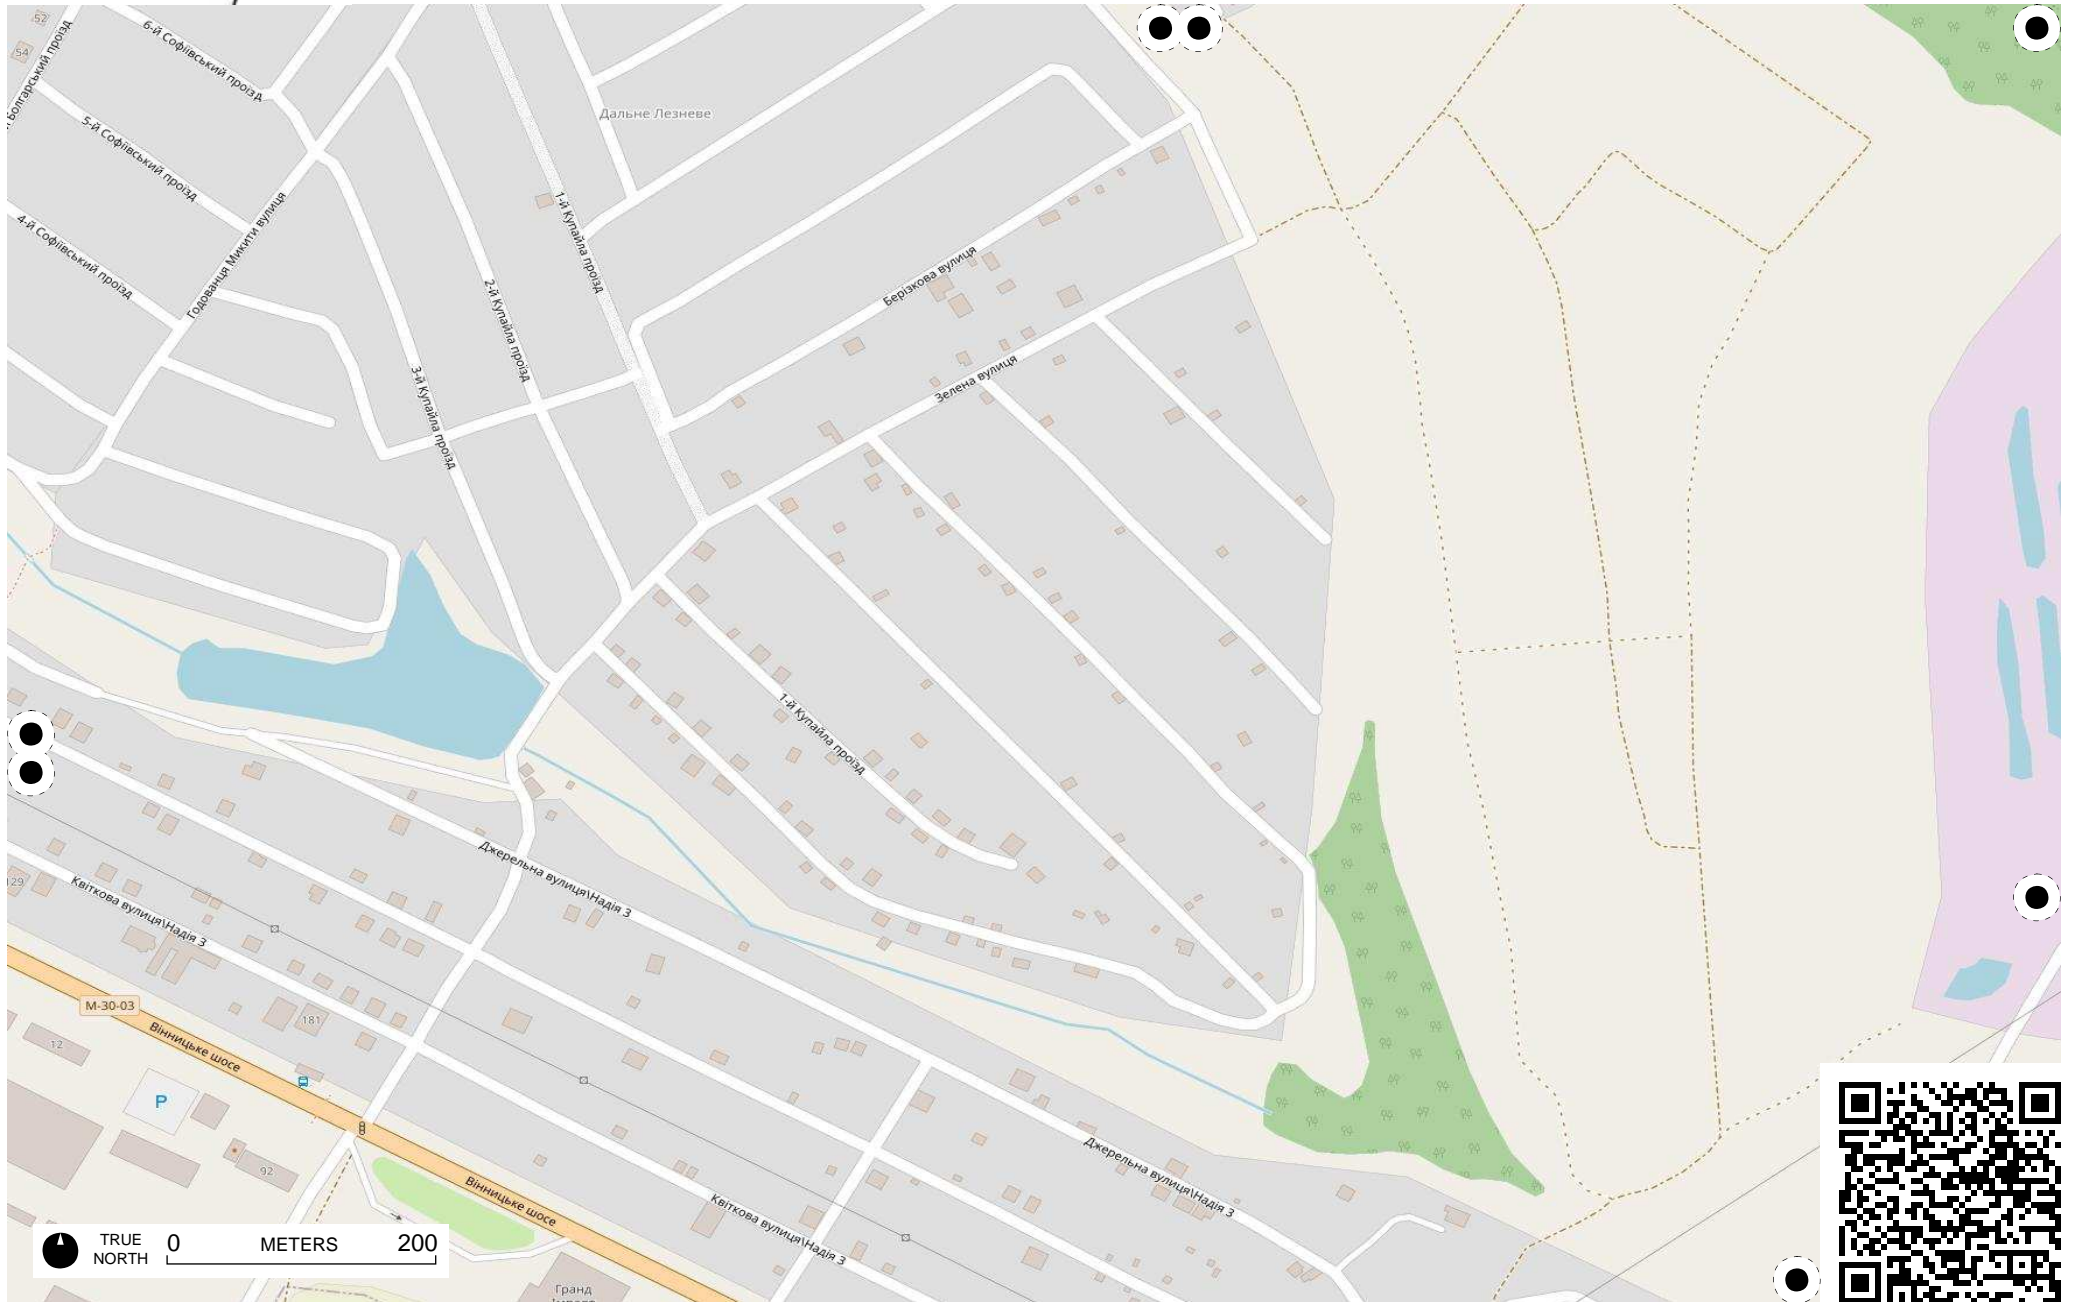 52
54
6-й Софіївський проїзд
Болгарський проїзд
5-й Софіївський проїзд
4-й Софіївський проїзд
Годованця Микити вулиця
Дальнє Лезневе
1-й Купайла проїзд
2-й Купайла проїзд
3-й Купайла проїзд
Берізкова вулиця
Зелена вулиця
1-й Купайла проїзд
Джерельна вулиця\Надія 3
129
Квіткова вулиця\Надія 3
М-30-03
Вінницьке шосе
181
12
P
92
Вінницьке шосе
Квіткова вулиця\Надія 3
Джерельна вулиця\Надія 3
Гранд
TRUE
NORTH
0 METERS 200